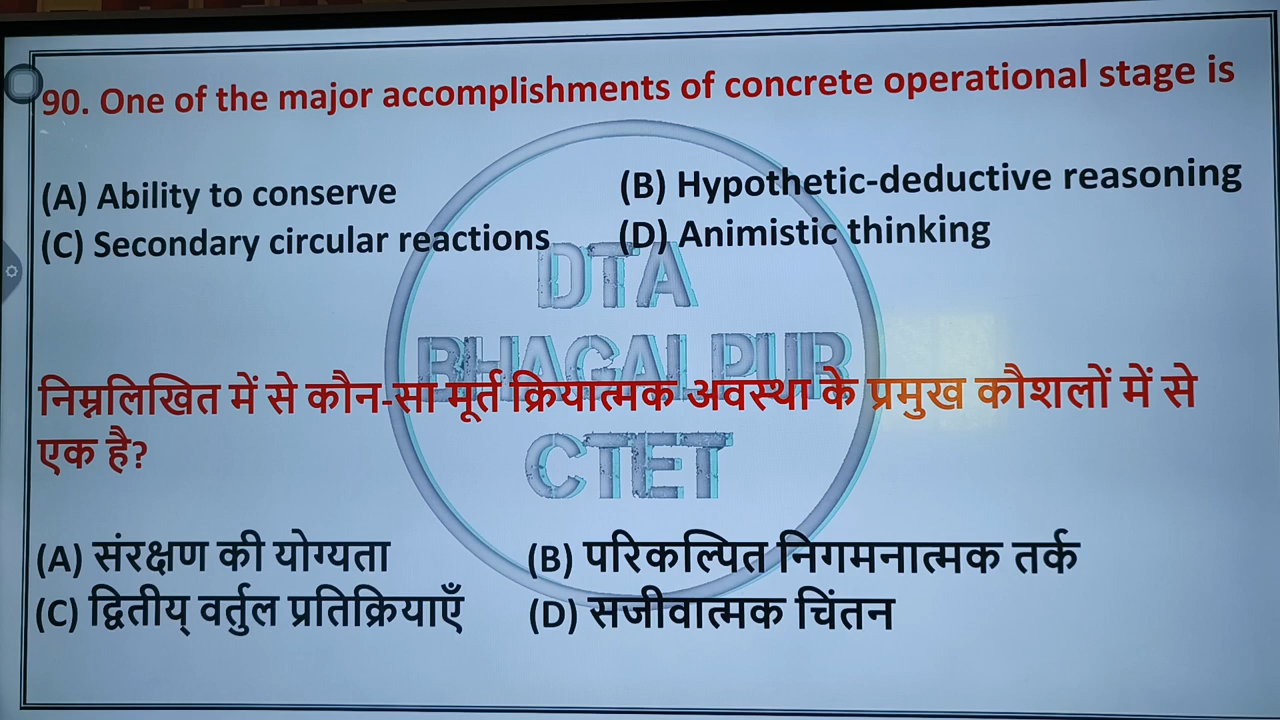 90. One of the major accomplishments of concrete operational stage is
(A) Ability to conserve (B) Hypothetic-deductive reasoning
(C) Secondary circular reactions (D) Animistic thinking
DTA
BHAGALPUR
CTET
निम्नलिखित में से कौन-सा मूर्त क्रियात्मक अवस्था के प्रमुख कौशलों में से
एक है?
(A) संरक्षण की योग्यता (B) परिकल्पित निगमनात्मक तर्क
(C) द्वितीय् वर्तुल प्रतिक्रियाएँ (D) सजीवात्मक चिंतन